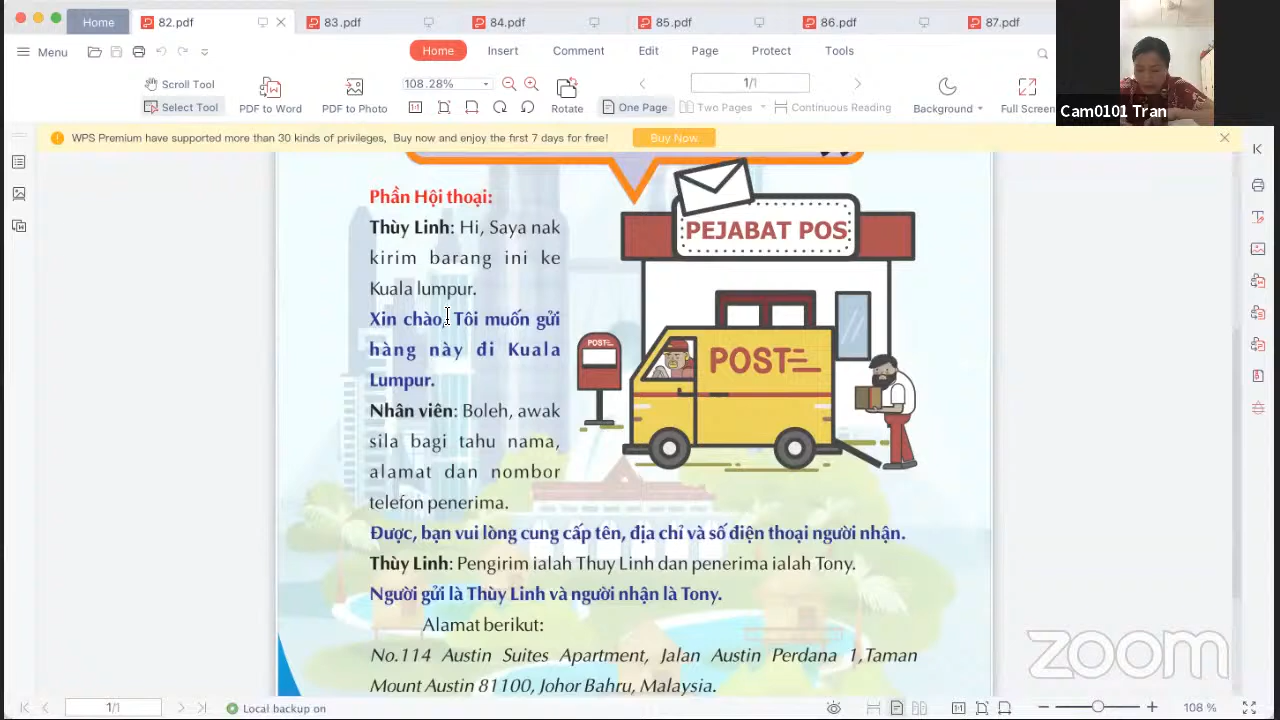 Home
82.pdf
83.pdf
84.pdf
85.pdf
86.pdf
87.pdf
Menu
Home
Insert
Comment
Edit
Page
Protect
Tools
Scroll Tool
Select Tool
PDF to Word
PDF to Photo
108.28%
Rotate
1/1
One Page
Two Pages
Continuous Reading
Background
Full Screen
Cam0101 Tran
WPS Premium have supported more than 30 kinds of privileges, Buy now and enjoy the first 7 days for free!
Buy Now
Phần Hội thoại:
Thùy Linh: Hi, Saya nak
kirim barang ini ke
Kuala lumpur.
Xin chào, Tôi muốn gửi
hàng này đi Kuala
Lumpur.
Nhân viên: Boleh, awak
sila bagi tahu nama,
alamat dan nombor
telefon penerima.
PEJABAT POS
POST
POST
Được, bạn vui lòng cung cấp tên, địa chỉ và số điện thoại người nhận.
Thùy Linh: Pengirim ialah Thuy Linh dan penerima ialah Tony.
Người gửi là Thùy Linh và người nhận là Tony.
Alamat berikut:
No.114 Austin Suites Apartment, Jalan Austin Perdana 1,Taman
Mount Austin 81100, Johor Bahru, Malaysia.
zoom
1/1
Local backup on
108 %